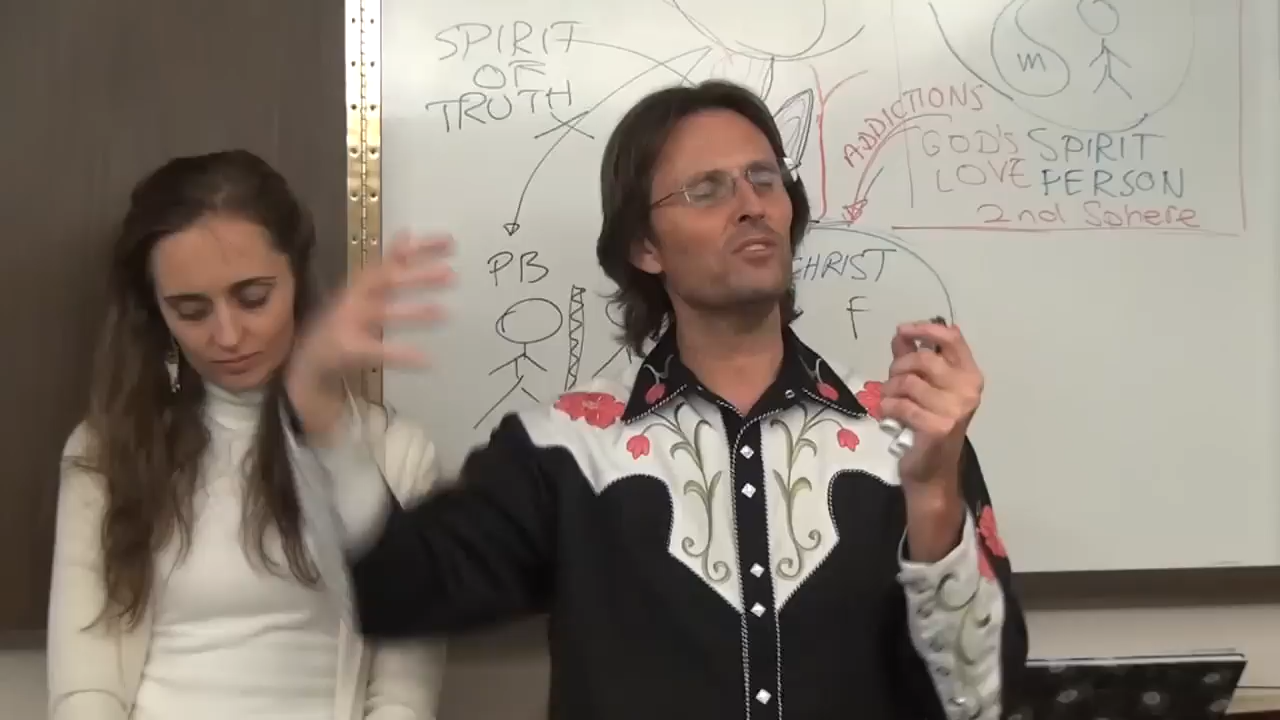 SPIRIT
OF
TRUTH
m
ADDICTIONS
GOD'S SPIRIT
LOVE PERSON
2nd Sphere
PB
CHRIST
F